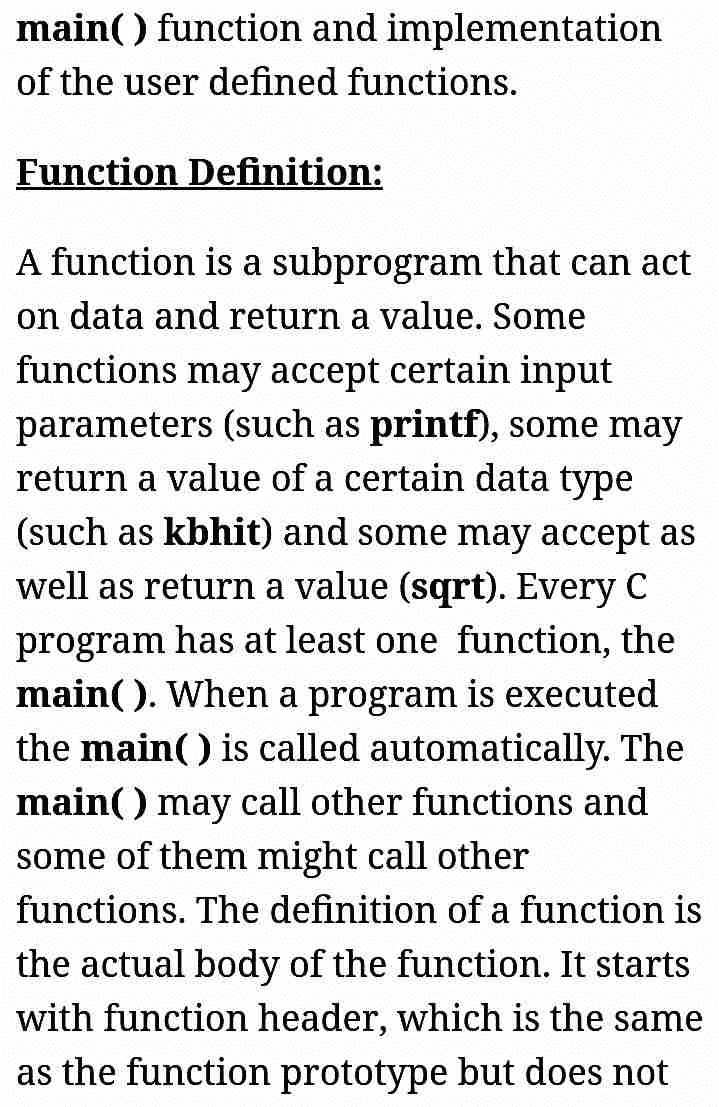 main( ) function and implementation
of the user defined functions.
Function Definition:
A function is a subprogram that can act
on data and return a value. Some
functions may accept certain input
parameters (such as printf), some may
return a value of a certain data type
(such as kbhit) and some may accept as
well as return a value (sqrt). Every C
program has at least one  function, the
main( ). When a program is executed
the main( ) is called automatically. The
main( ) may call other functions and
some of them might call other
functions. The definition of a function is
the actual body of the function. It starts
with function header, which is the same
as the function prototype but does not